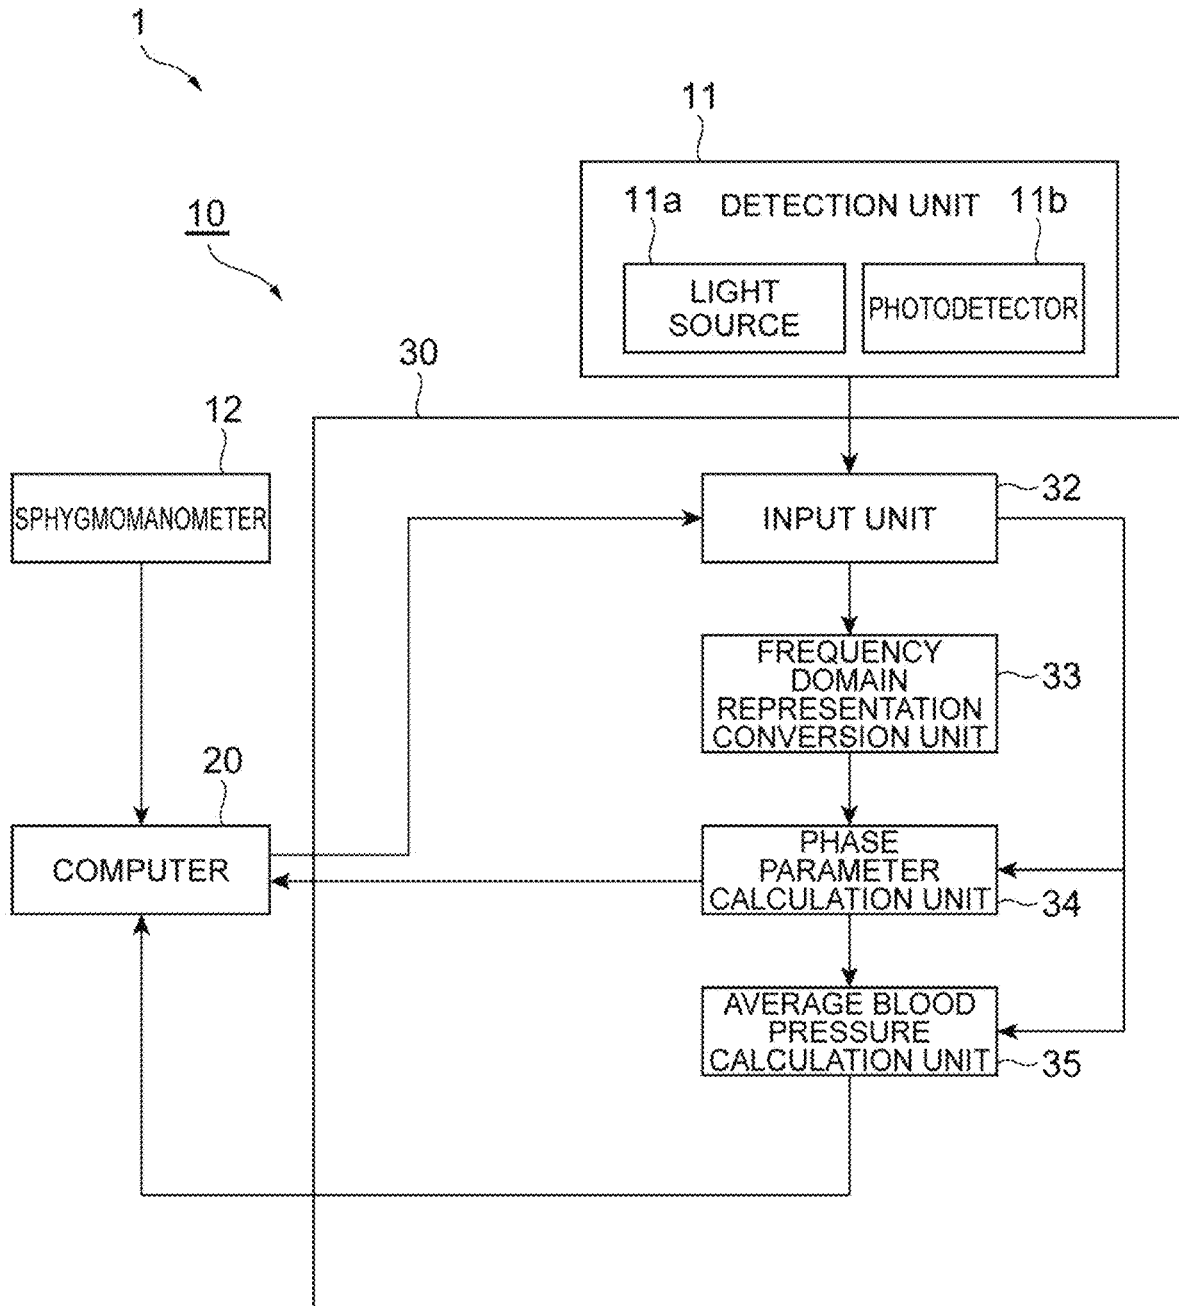 1
11
11a
DETECTION UNIT
11b
10
LIGHT
SOURCE
PHOTODETECTOR
30
12
SPHYGMOMANOMETER
32
INPUT UNIT
FREQUENCY
DOMAIN
REPRESENTATION
CONVERSION UNIT
33
20
COMPUTER
PHASE
PARAMETER
CALCULATION UNIT
34
AVERAGE BLOOD
PRESSURE
CALCULATION UNIT
35